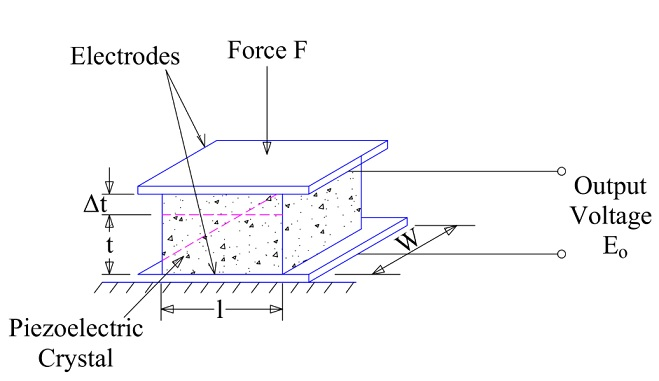 Electrodes
Force F
Output
Voltage
Eo
Δt
t
W
l
Piezoelectric
Crystal